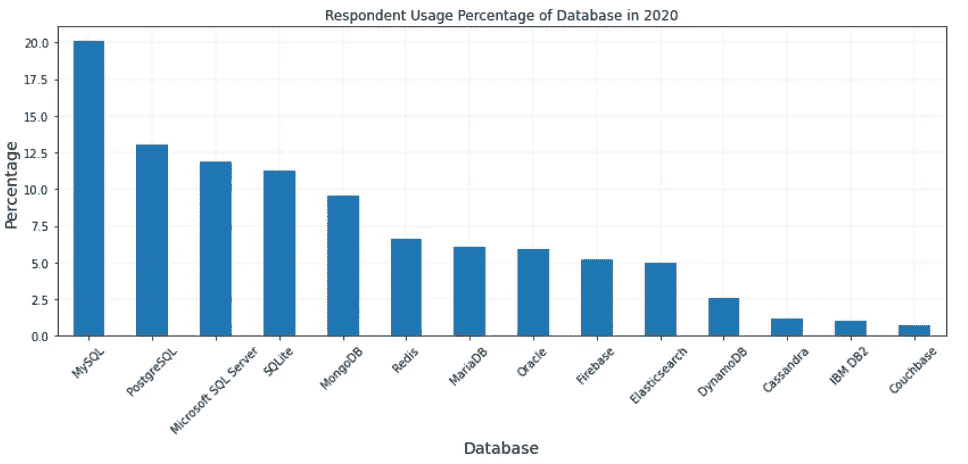 Respondent Usage Percentage of Database in 2020
Percentage
20.0
17.5
15.0
12.5
10.0
7.5
5.0
2.5
0.0
MySQL
PostgreSQL
Microsoft SQL Server
SQLite
MongoDB
Redis
MariaDB
Oracle
Firebase
Elasticsearch
DynamoDB
Cassandra
IBM DB2
Couchbase
Database